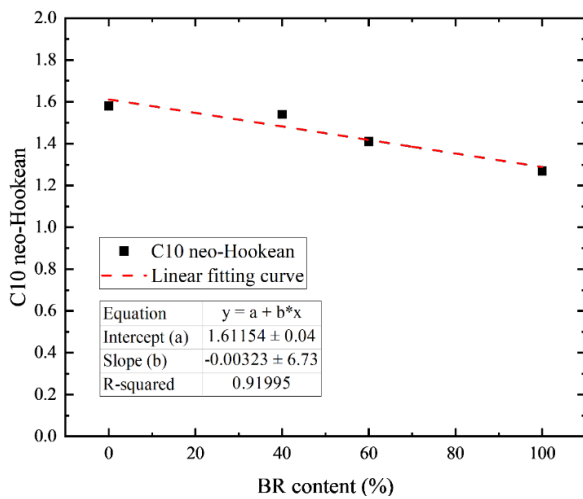 2.0
1.8
1.6
1.4
1.2
1.0
0.8
0.6
0.4
0.2
0.0
C10 neo-Hookean
C10 neo-Hookean
Linear fitting curve
Equation y = a + b*x
Intercept (a) 1.61154 ± 0.04
Slope (b) -0.00323 ± 6.73
R-squared 0.91995
0 20 40 60 80 100
BR content (%)